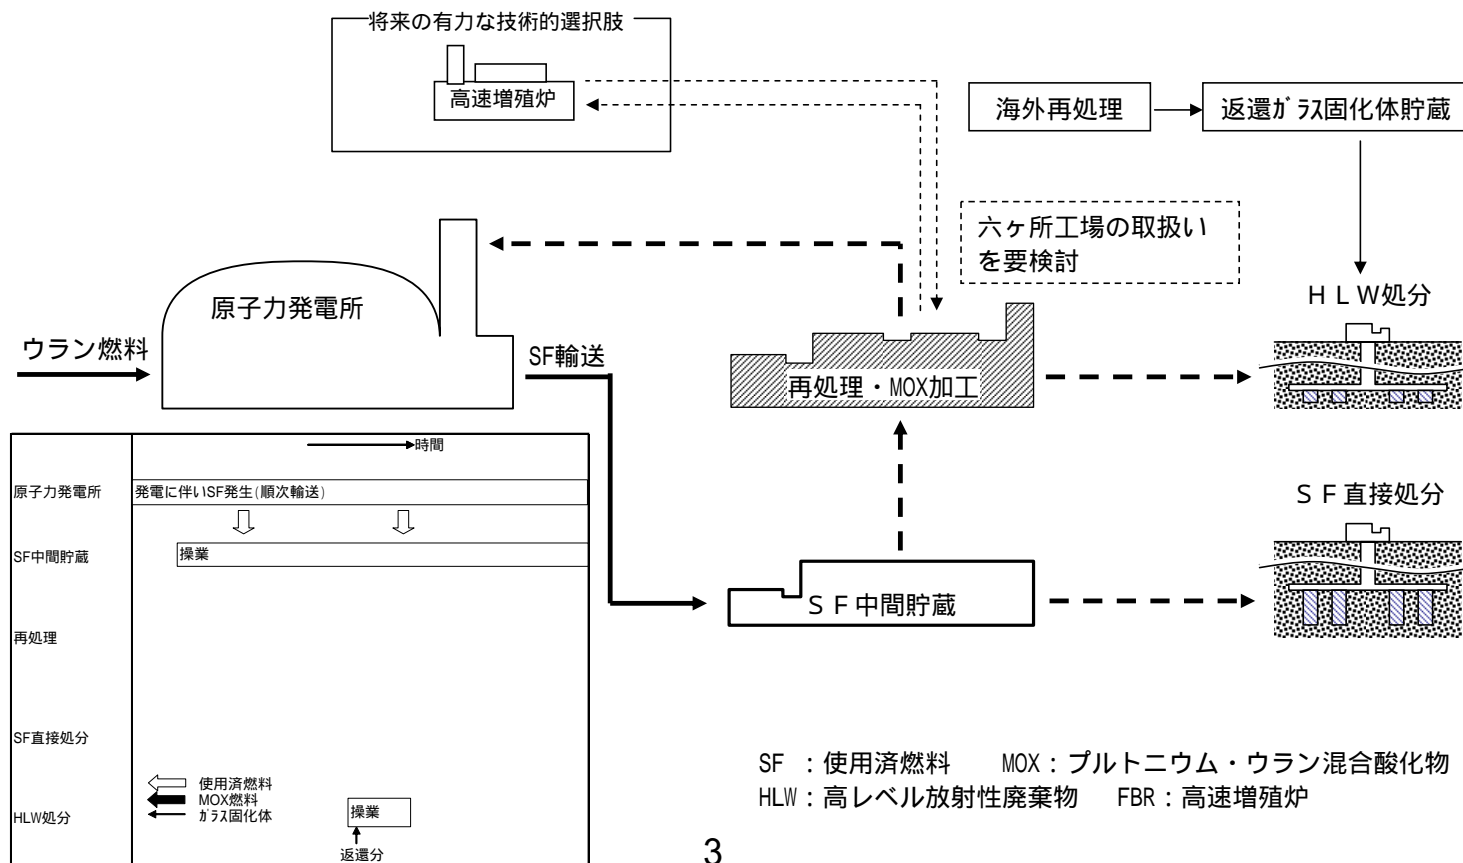 将来の有力な技術的選択肢
高速増殖炉
海外再処理
返還ガラス固化体貯蔵
六ヶ所工場の取扱い
を要検討
原子力発電所
HLW処分
ウラン燃料
SF輸送
再処理・MOX加工
時間
原子力発電所
発電に伴いSF発生(順次輸送)
SF直接処分
SF中間貯蔵
操業
SF中間貯蔵
再処理
SF直接処分
使用済燃料
MOX燃料
ガラス固化体
HLW処分
操業
返還分
SF :使用済燃料 MOX:プルトニウム・ウラン混合酸化物
HLW:高レベル放射性廃棄物 FBR:高速増殖炉
3